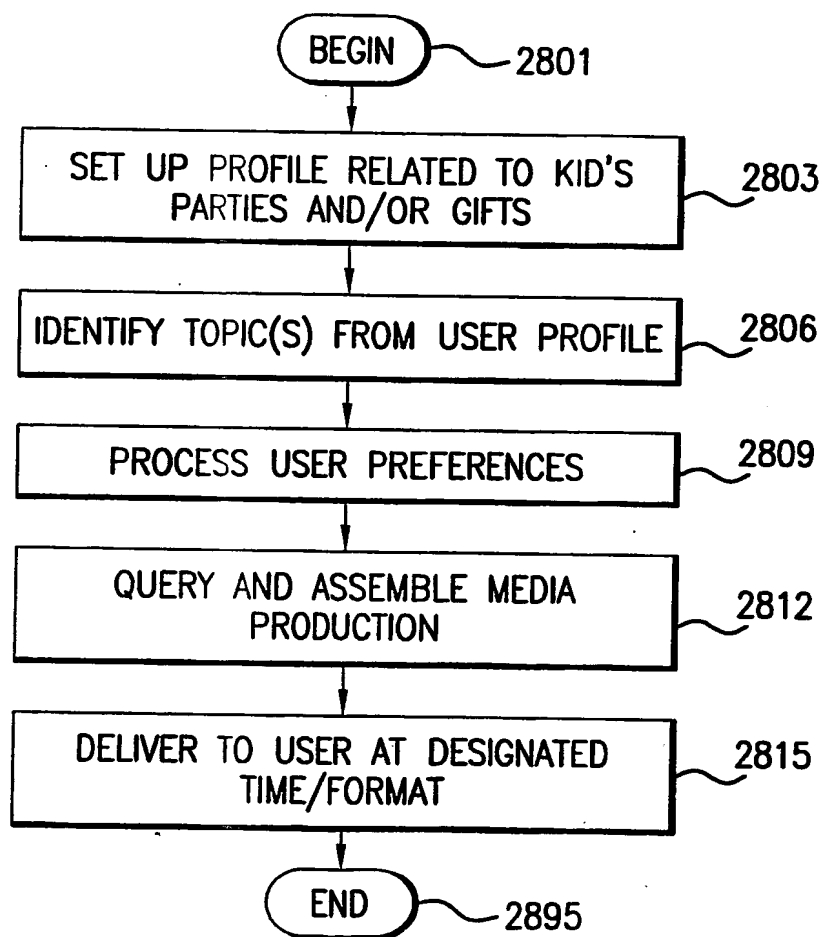 BEGIN
2801
SET UP PROFILE RELATED TO KID'S
PARTIES AND/OR GIFTS
2803
IDENTIFY TOPIC(S) FROM USER PROFILE
2806
PROCESS USER PREFERENCES
2809
QUERY AND ASSEMBLE MEDIA
PRODUCTION
2812
DELIVER TO USER AT DESIGNATED
TIME/FORMAT
2815
END
2895